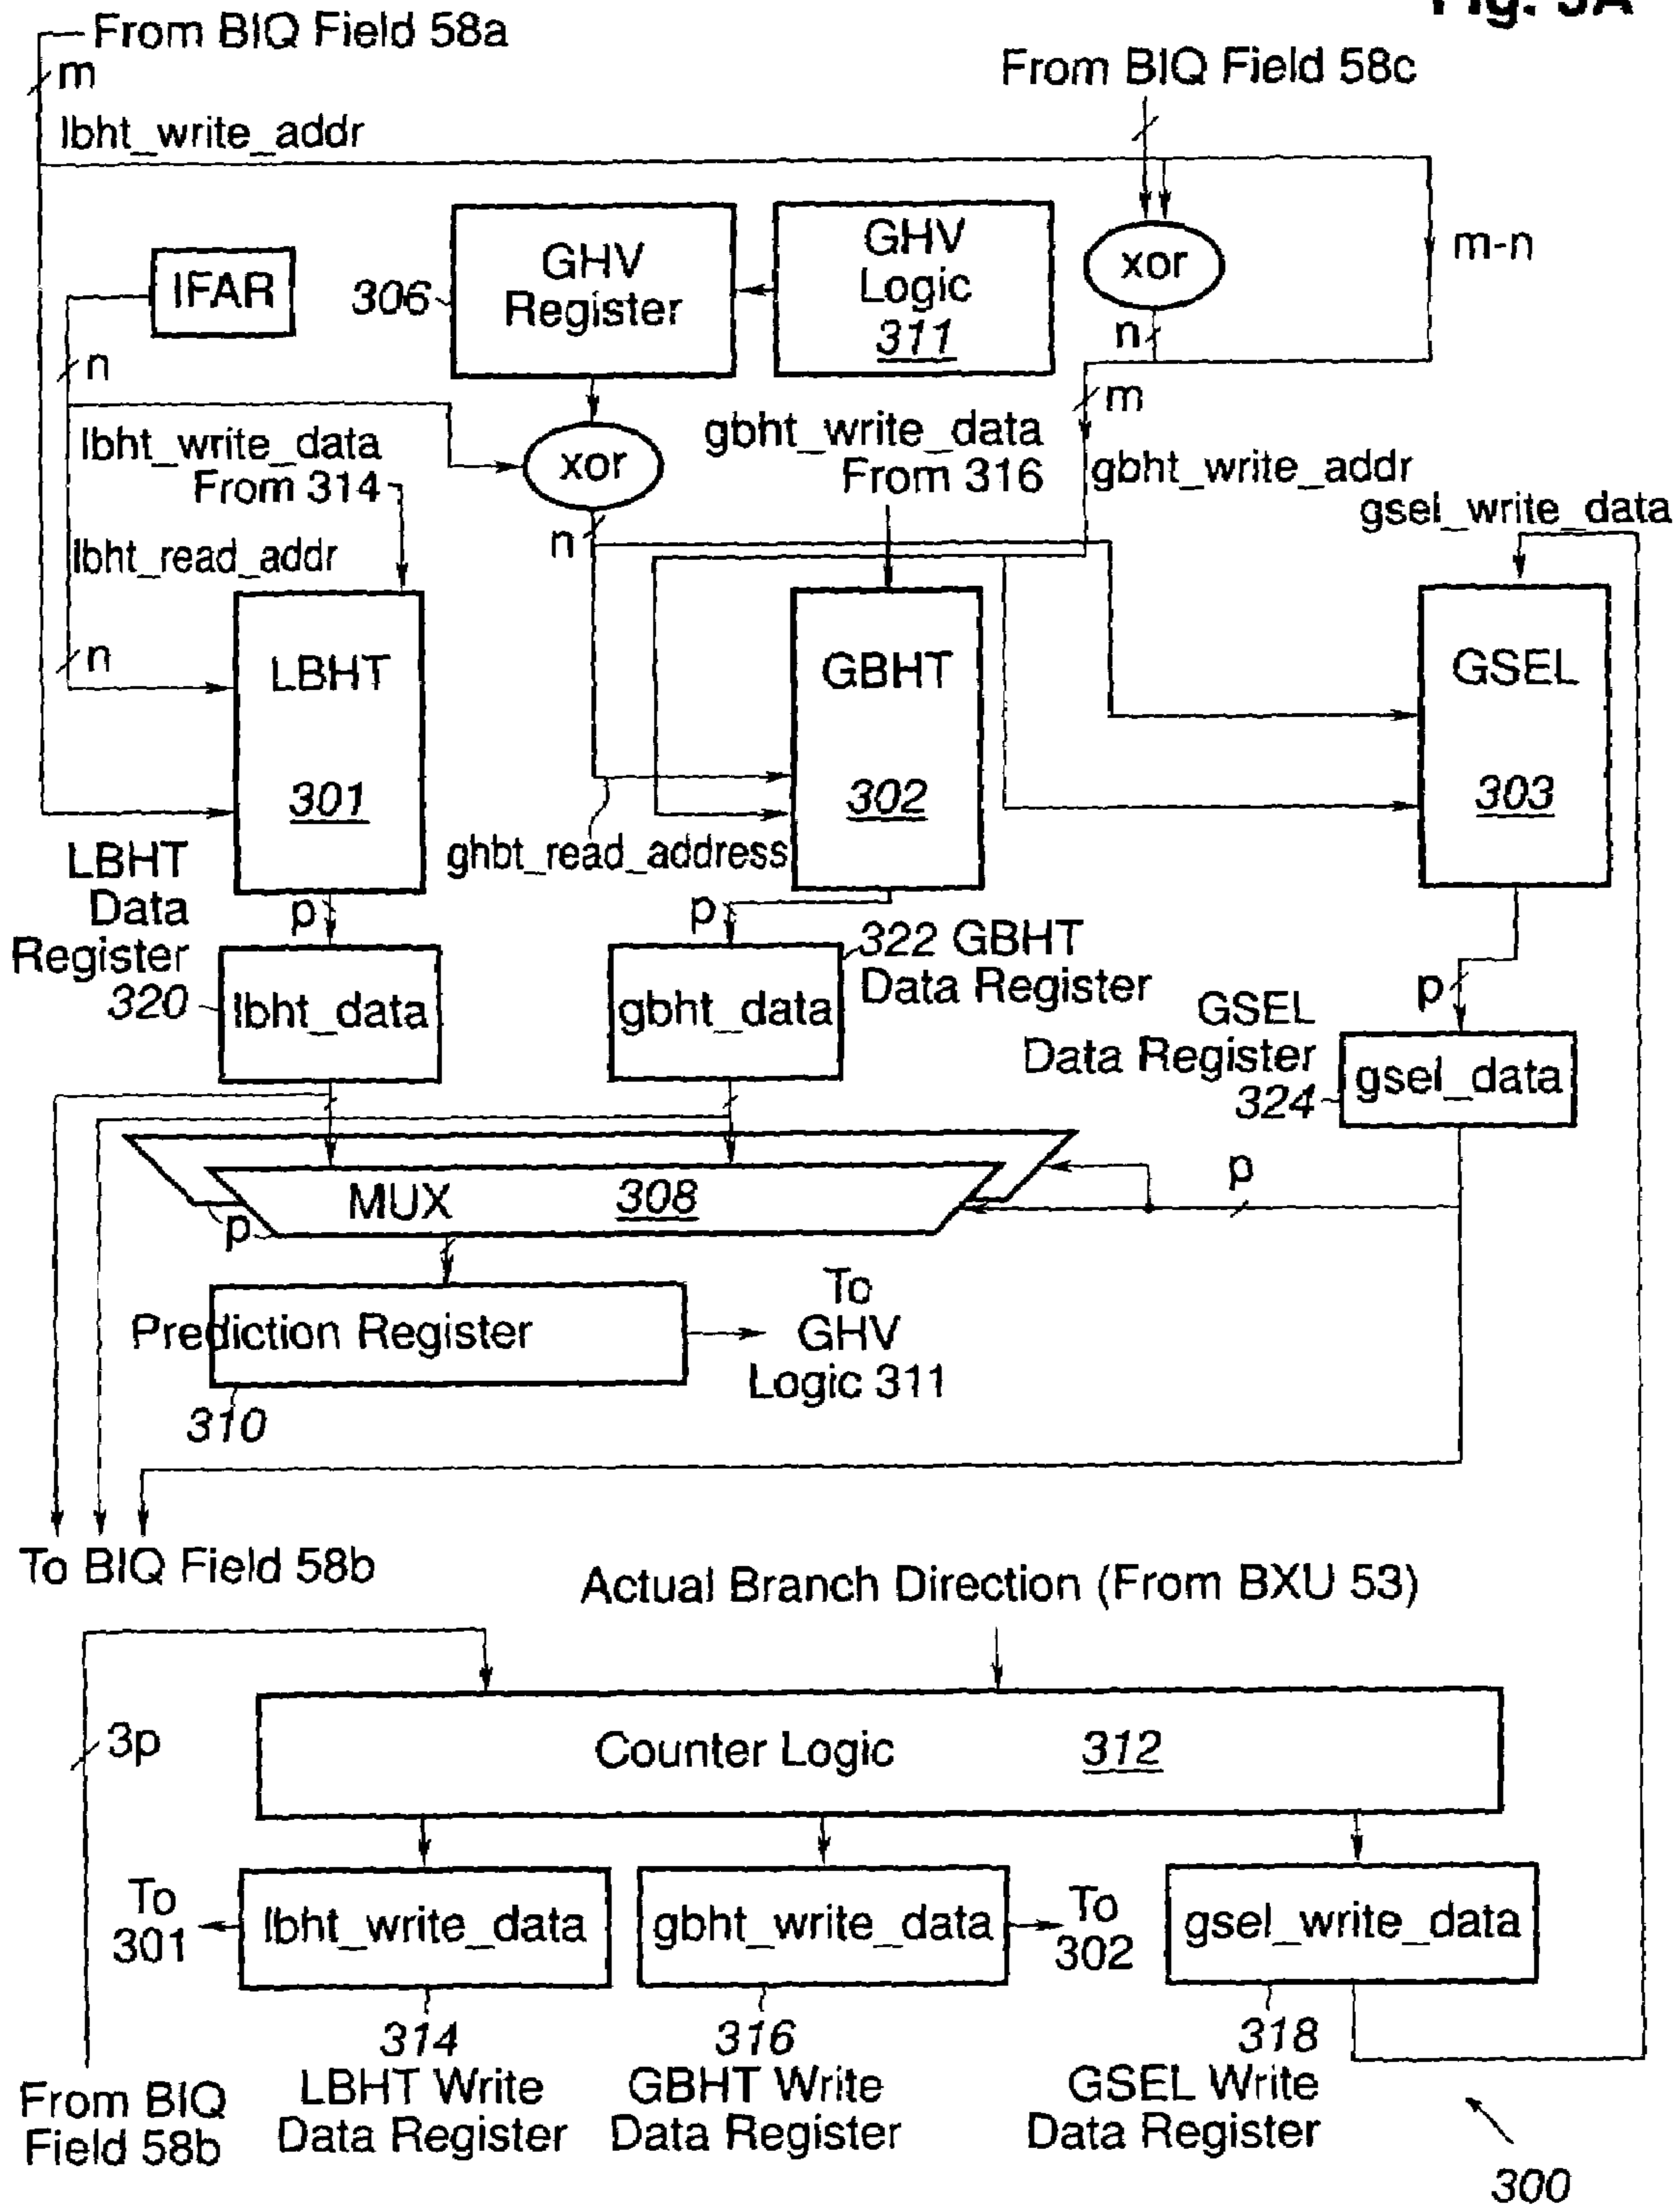 Fig. 3A
From BIQ Field 58a
m
From BIQ Field 58c
lbht_write_addr
IFAR
306
GHV
Register
GHV
Logic
311
xor
m-n
n
n
m
lbht_write_data
From 314
xor
gbht_write_data
From 316
gbht_write_addr
gsel_write_data
n
lbht_read_addr
n
LBHT
301
GBHT
302
GSEL
303
ghbt_read_address
LBHT
Data
Register
320
p
lbht_data
p
gbht_data
322 GBHT
Data Register
p
GSEL
Data Register
324
gsel_data
p
MUX 308
p
Prediction Register
310
To
GHV
Logic 311
To BIQ Field 58b
Actual Branch Direction (From BXU 53)
3p
Counter Logic 312
To
301
lbht_write_data
gbht_write_data
To
302
gsel_write_data
314
LBHT Write
Data Register
316
GBHT Write
Data Register
318
GSEL Write
Data Register
From BIQ
Field 58b
300